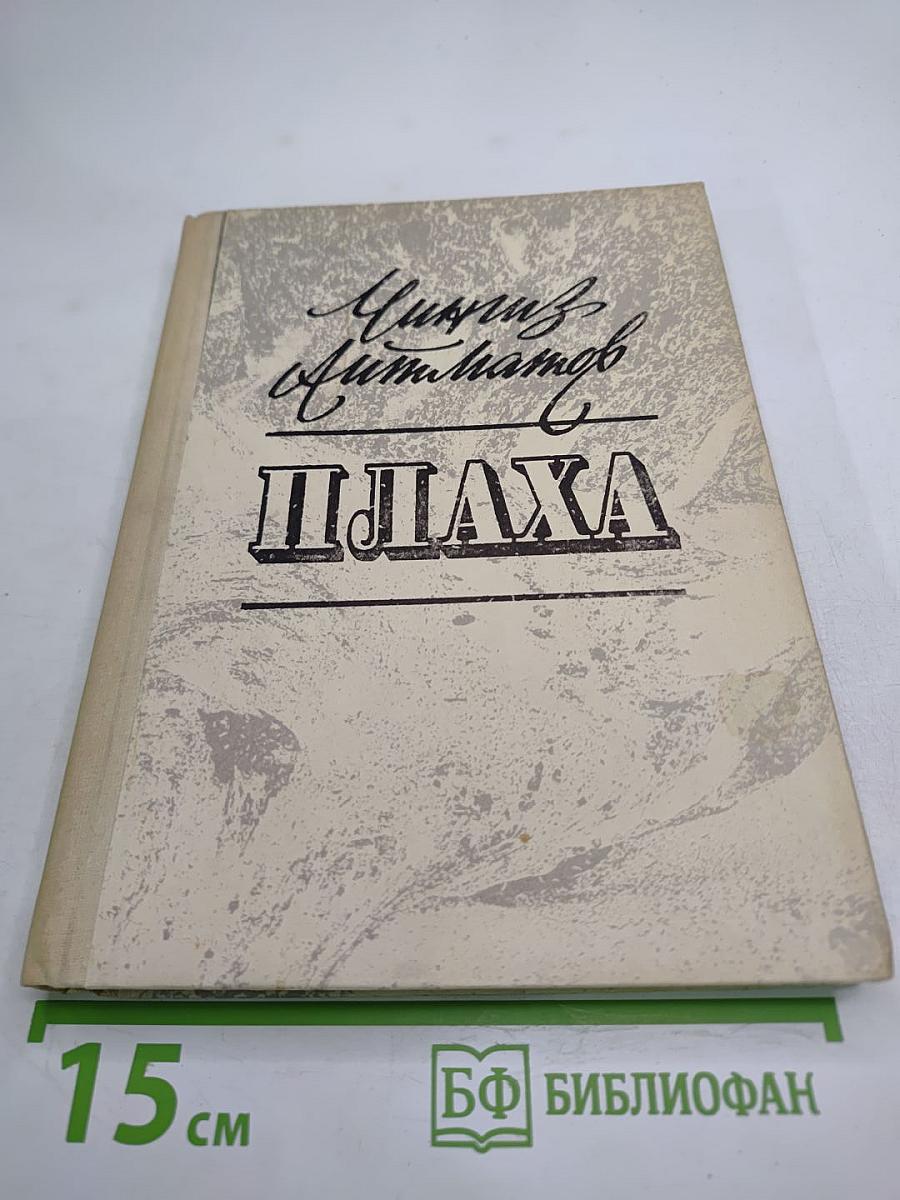 Чингиз
Айтматов
ПЛАХА
15 см
БФ БИБЛИОФАН